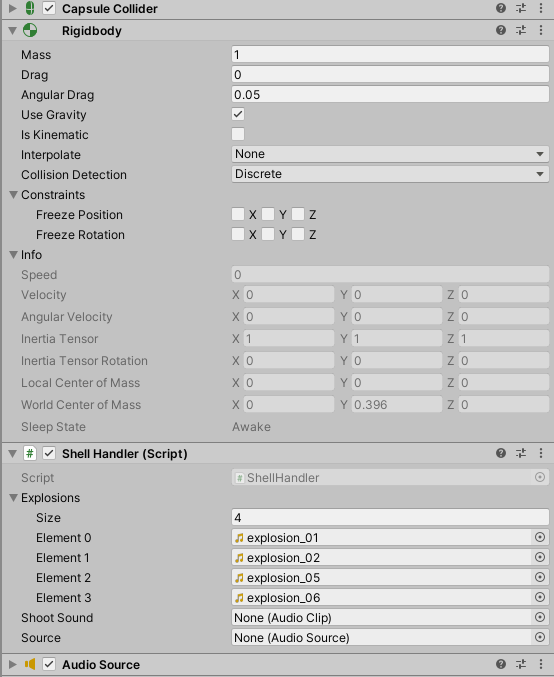 Capsule Collider
Rigidbody
Mass 1
Drag 0
Angular Drag 0.05
Use Gravity
Is Kinematic
Interpolate None
Collision Detection Discrete
Constraints
Freeze Position X Y Z
Freeze Rotation X Y Z
Info
Speed 0
Velocity X 0 Y 0 Z 0
Angular Velocity X 0 Y 0 Z 0
Inertia Tensor X 1 Y 1 Z 1
Inertia Tensor Rotation X 0 Y 0 Z 0
Local Center of Mass X 0 Y 0 Z 0
World Center of Mass X 0 Y 0.396 Z 0
Sleep State Awake
# Shell Handler (Script)
Script # ShellHandler
Explosions
Size 4
Element 0 explosion_01
Element 1 explosion_02
Element 2 explosion_05
Element 3 explosion_06
Shoot Sound None (Audio Clip)
Source None (Audio Source)
Audio Source